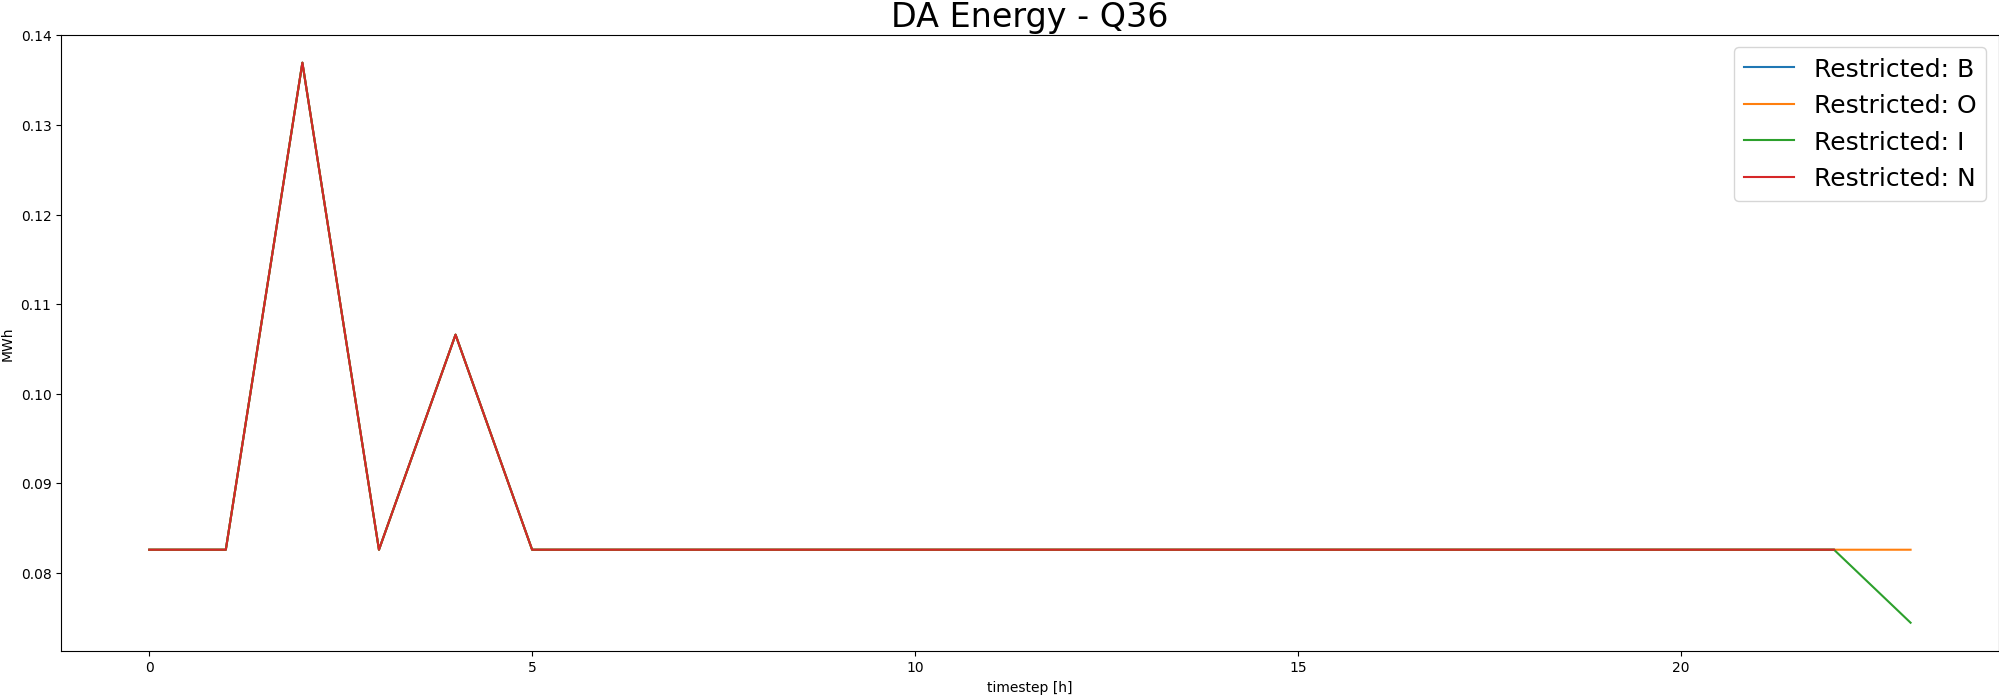 DA Energy - Q36
Restricted: B
Restricted: O
Restricted: I
Restricted: N
MWh
0.14
0.13
0.12
0.11
0.10
0.09
0.08
0 5 10 15 20
timestep [h]